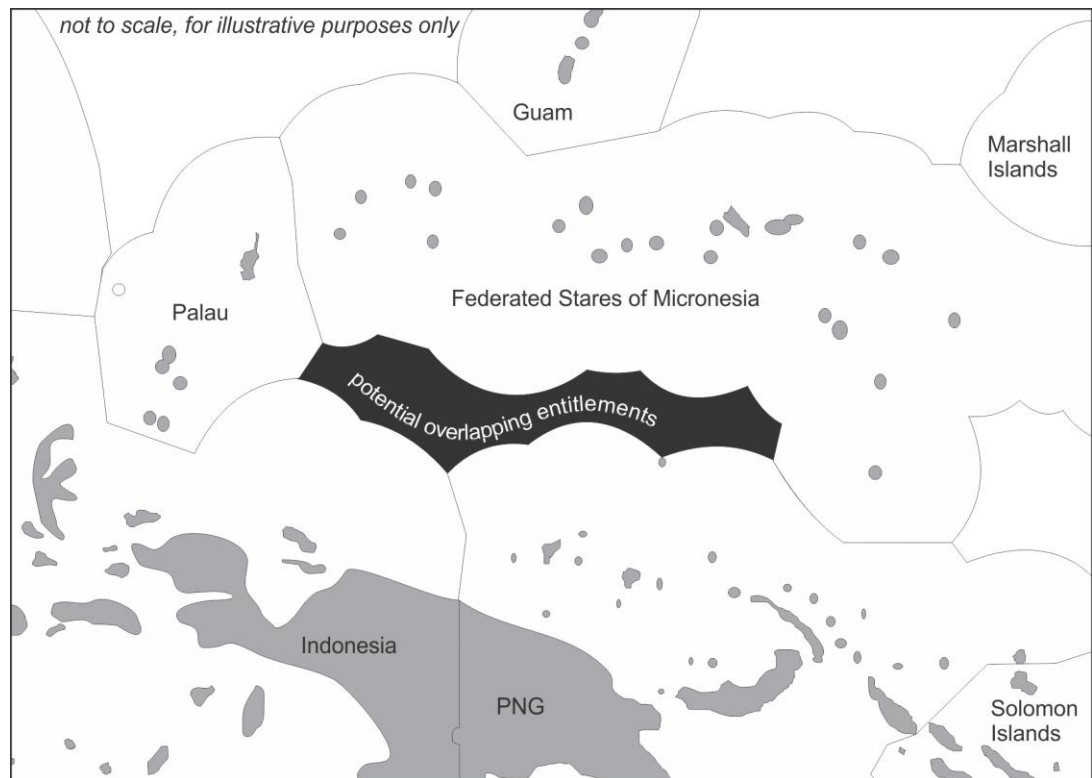 not to scale, for illustrative purposes only
Guam
Marshall
Islands
Federated Stares of Micronesia
Palau
potential overlapping entitlements
Indonesia
PNG
Solomon
Islands